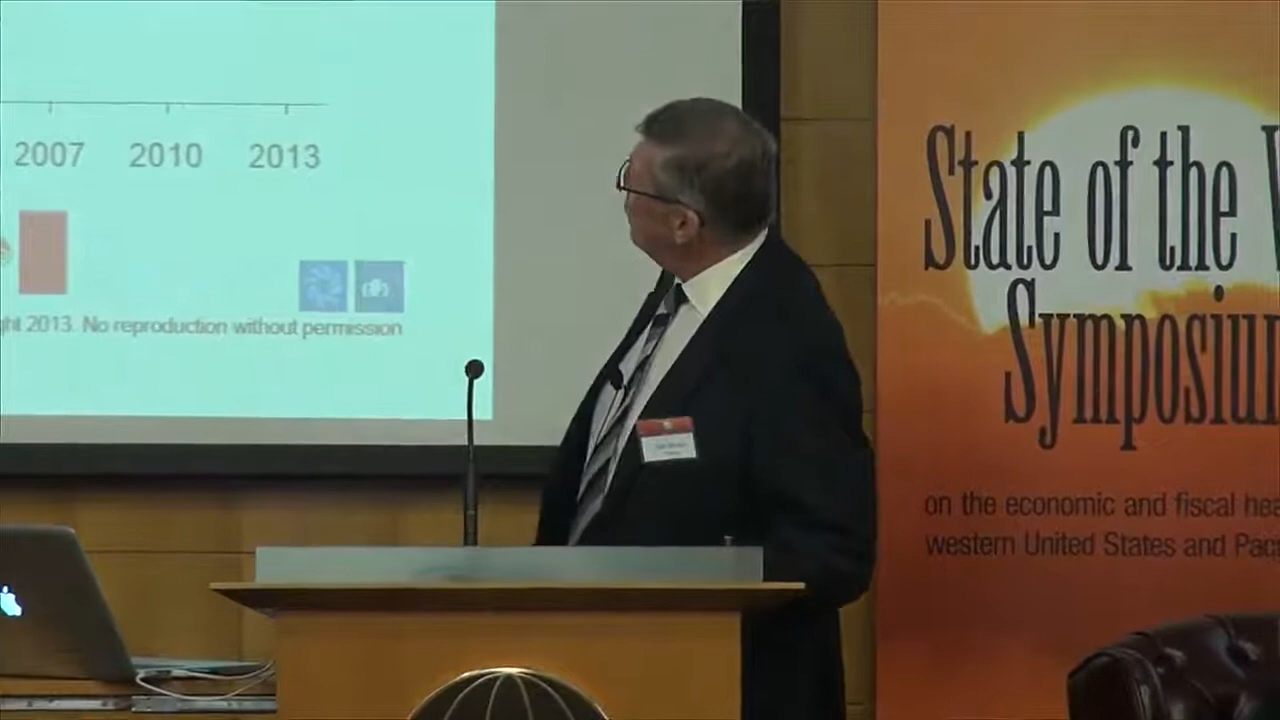 2007 2010 2013
ght 2013. No reproduction without permission
State of the
Symposium
on the economic and fiscal hea
western United States and Pac